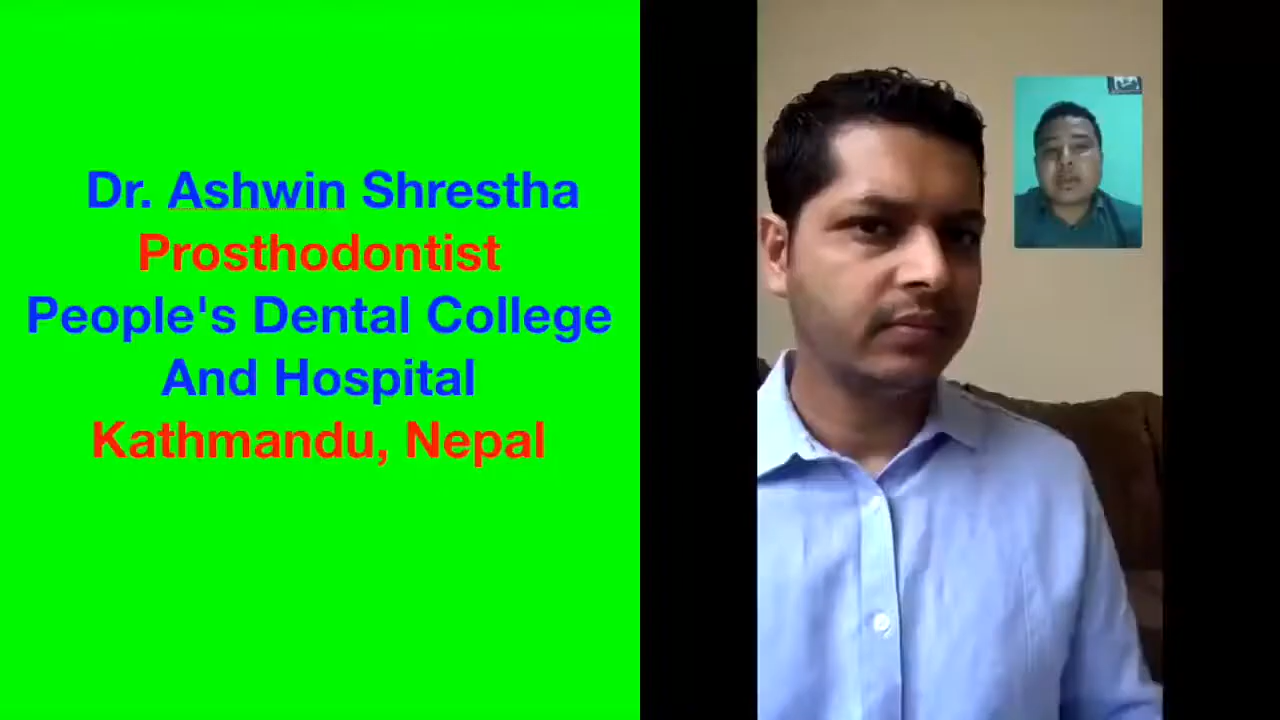 Dr. Ashwin Shrestha
Prosthodontist
People's Dental College
And Hospital
Kathmandu, Nepal